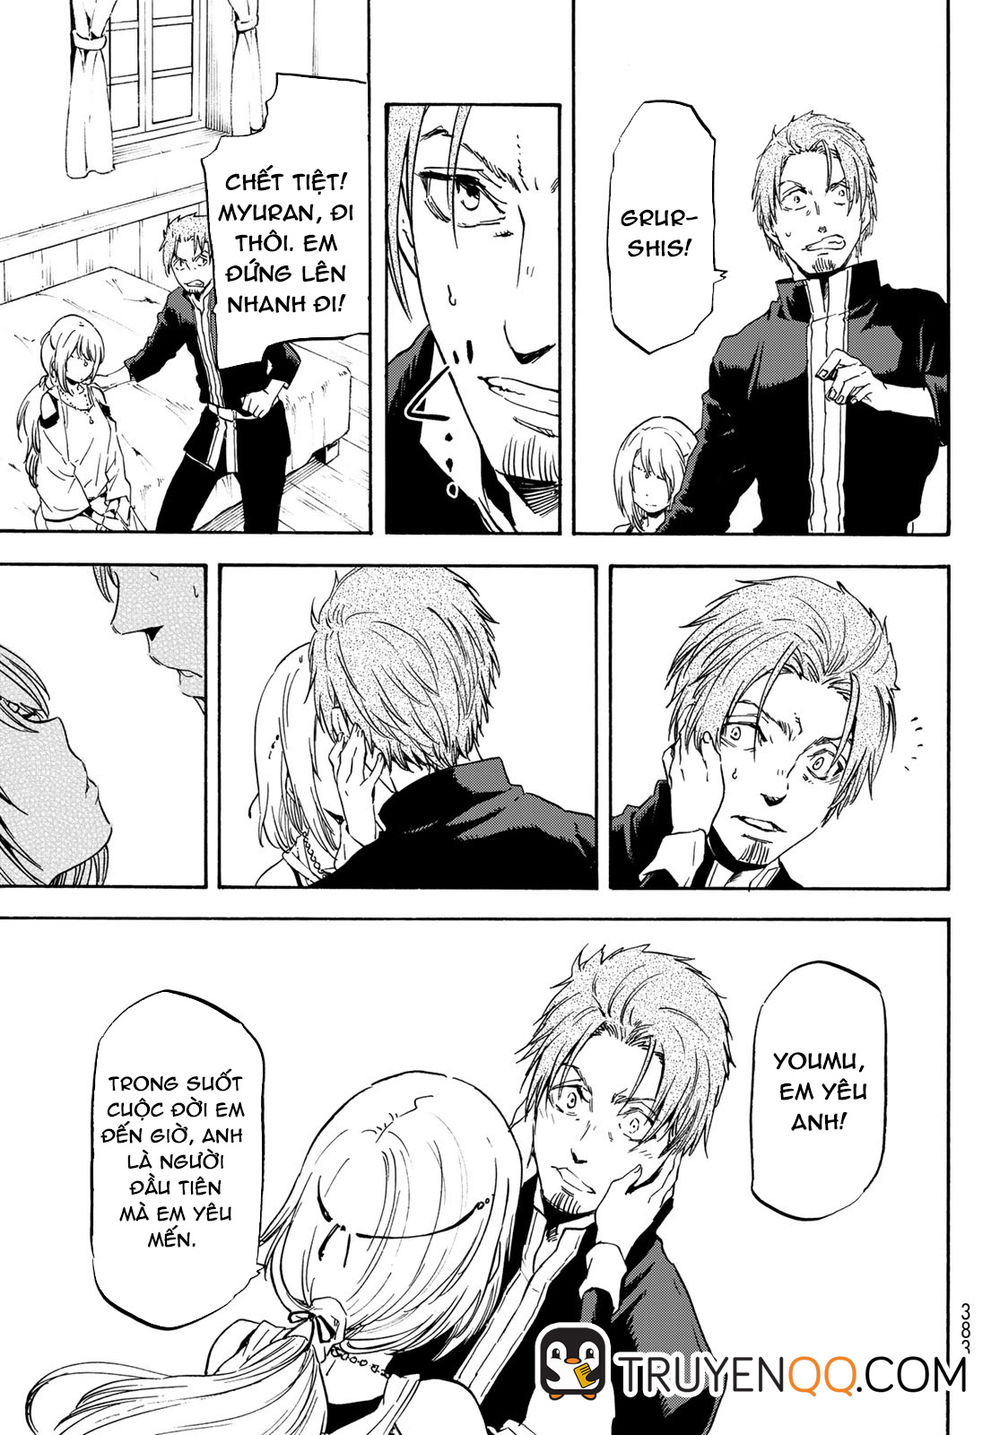 GRUR-
SHIS!
CHẾT TIỆT!
MYURAN, ĐI
THÔI. EM
ĐỨNG LÊN
NHANH ĐI!
YOUMU,
EM YÊU
ANH!
TRONG SUỐT
CUỘC ĐỜI EM
ĐẾN GIỜ, ANH
LÀ NGƯỜI
ĐẦU TIÊN
MÀ EM YÊU
MẾN.
383
TRUYENQQ.COM